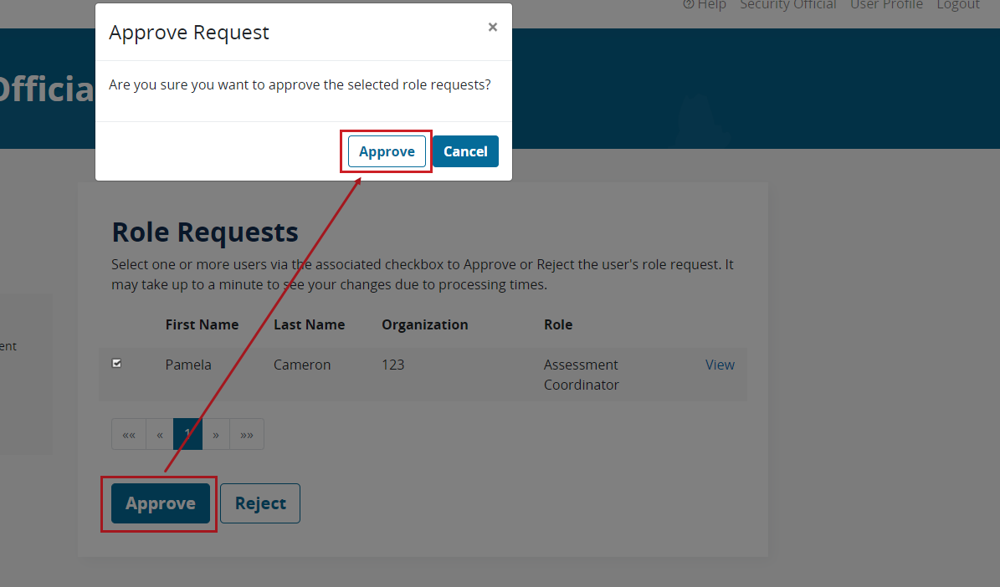 Help Security Official User Profile Logout
Approve Request ×
Officia
Are you sure you want to approve the selected role requests?
Approve Cancel
Role Requests
Select one or more users via the associated checkbox to Approve or Reject the user's role request. It
may take up to a minute to see your changes due to processing times.
First Name Last Name Organization Role
ent
Pamela Cameron 123 Assessment Coordinator View
«« « 1 » »»
Approve Reject